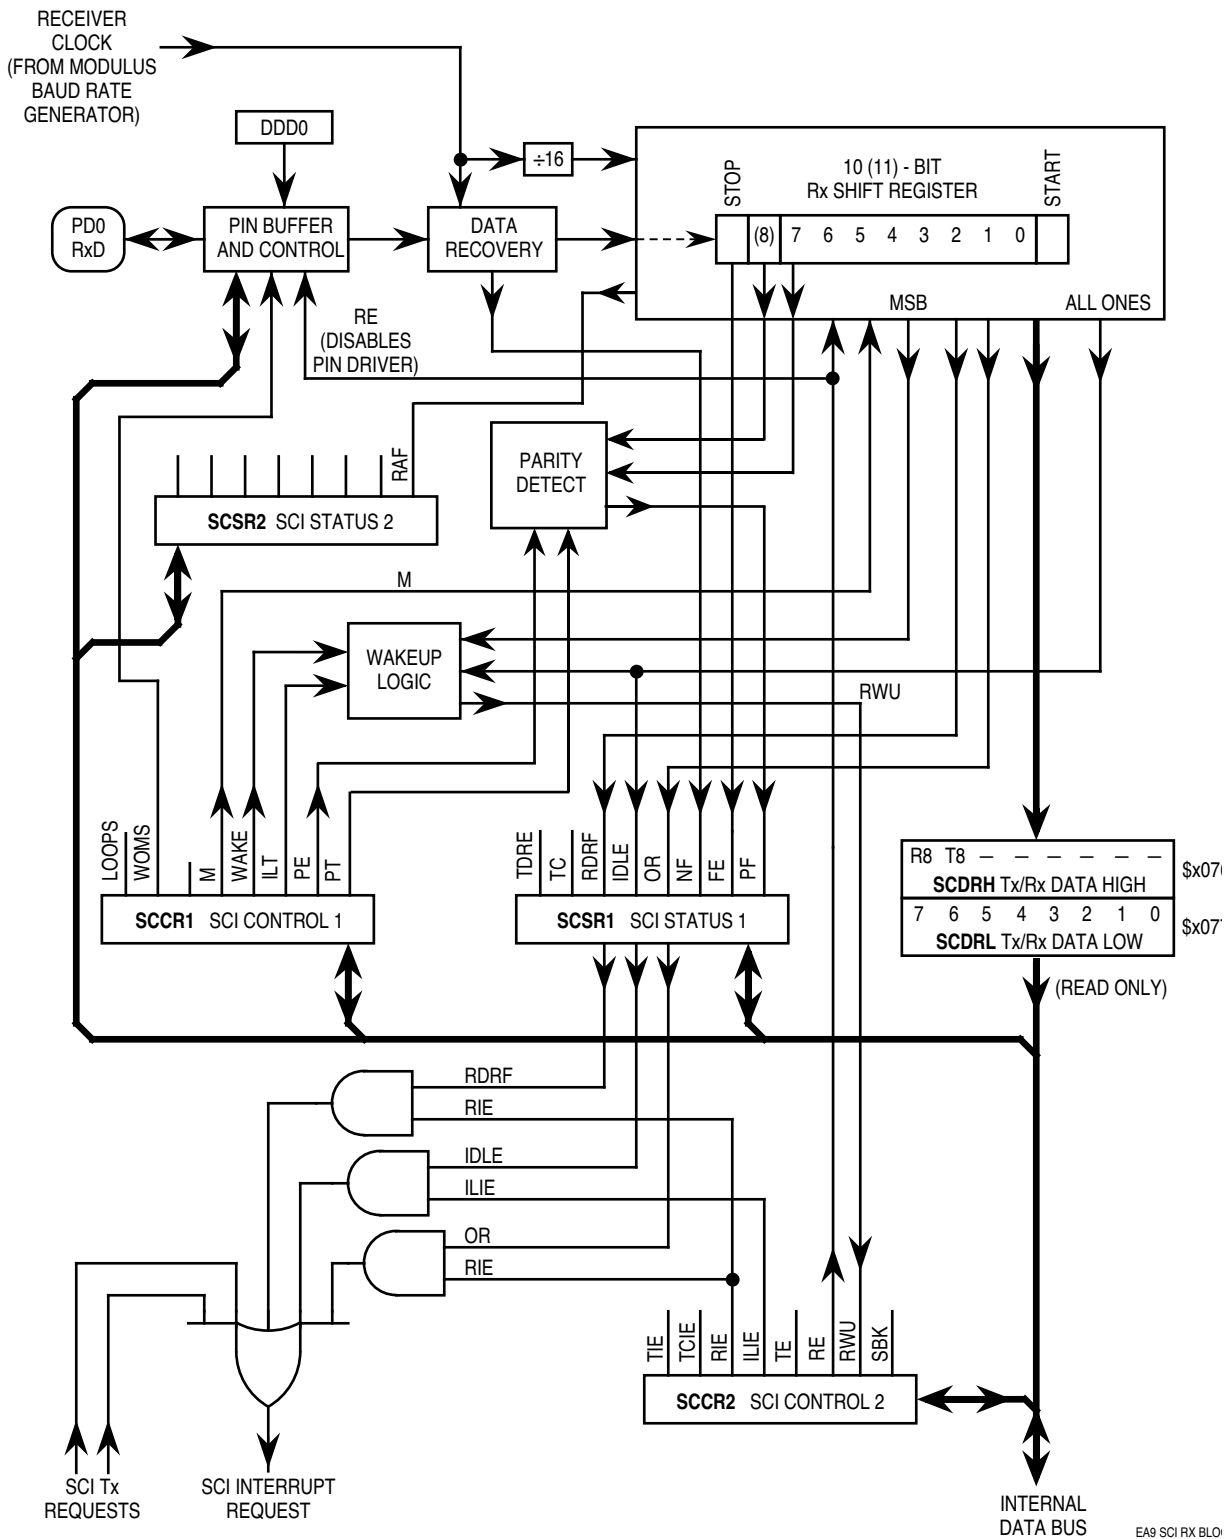 RECEIVER
CLOCK
(FROM MODULUS
BAUD RATE
GENERATOR)
DDD0
÷16
10 (11) - BIT
Rx SHIFT REGISTER
STOP
START
PD0
RxD
PIN BUFFER
AND CONTROL
DATA
RECOVERY
(8) 7 6 5 4 3 2 1 0
MSB
ALL ONES
RE
(DISABLES
PIN DRIVER)
RAF
PARITY
DETECT
SCSR2 SCI STATUS 2
M
WAKEUP
LOGIC
RWU
LOOPS
WOMS
M
WAKE
ILT
PE
PT
TDRE
TC
RDRF
IDLE
OR
NF
FE
PF
SCCR1 SCI CONTROL 1
SCSR1 SCI STATUS 1
R8 T8 – – – – – –
SCDRH Tx/Rx DATA HIGH
7 6 5 4 3 2 1 0
SCDRL Tx/Rx DATA LOW
$x07
(READ ONLY)
RDRF
RIE
IDLE
ILIE
OR
RIE
TIE
TCIE
RIE
ILIE
TE
RE
RWU
SBK
SCCR2 SCI CONTROL 2
SCI Tx
REQUESTS
SCI INTERRUPT
REQUEST
INTERNAL
DATA BUS
EA9 SCI RX BLO